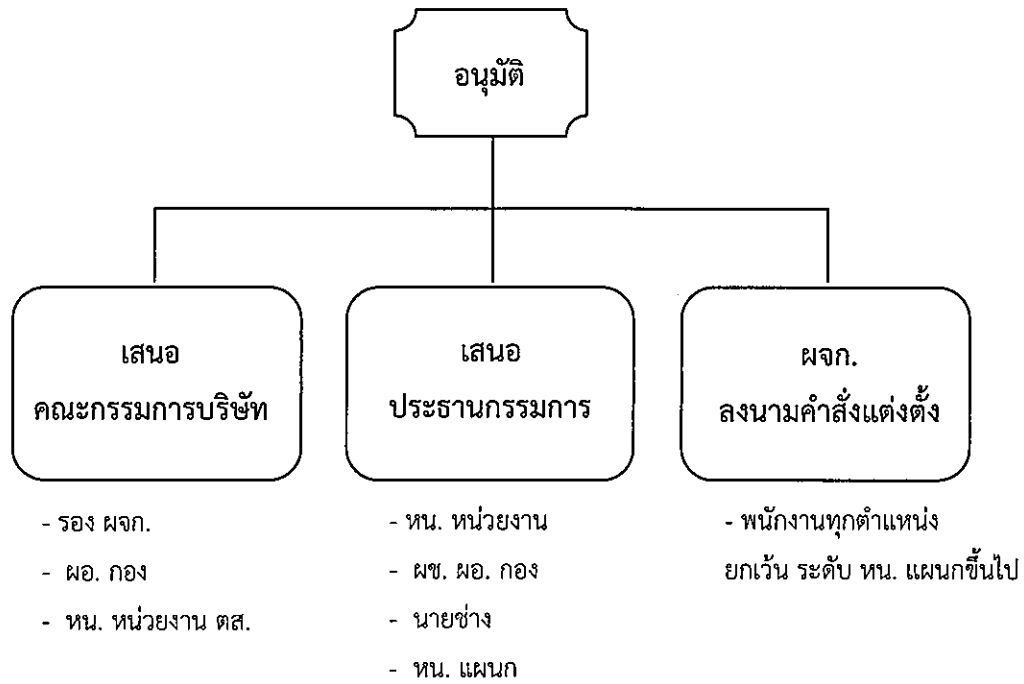 อนุมัติ
เสนอ
คณะกรรมการบริษัท
เสนอ
ประธานกรรมการ
ผจก.
ลงนามคำสั่งแต่งตั้ง
- รอง ผจก.
- ผอ. กอง
- หน. หน่วยงาน ตส.
- หน. หน่วยงาน
- ผช. ผอ. กอง
- นายช่าง
- หน. แผนก
- พนักงานทุกตำแหน่ง
ยกเว้น ระดับ หน. แผนกขึ้นไป